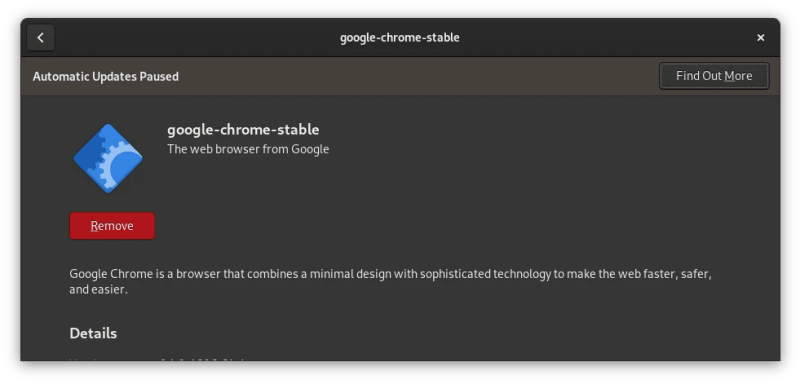 google-chrome-stable
Automatic Updates Paused
Find Out More
google-chrome-stable
The web browser from Google
Remove
Google Chrome is a browser that combines a minimal design with sophisticated technology to make the web faster, safer,
and easier.
Details